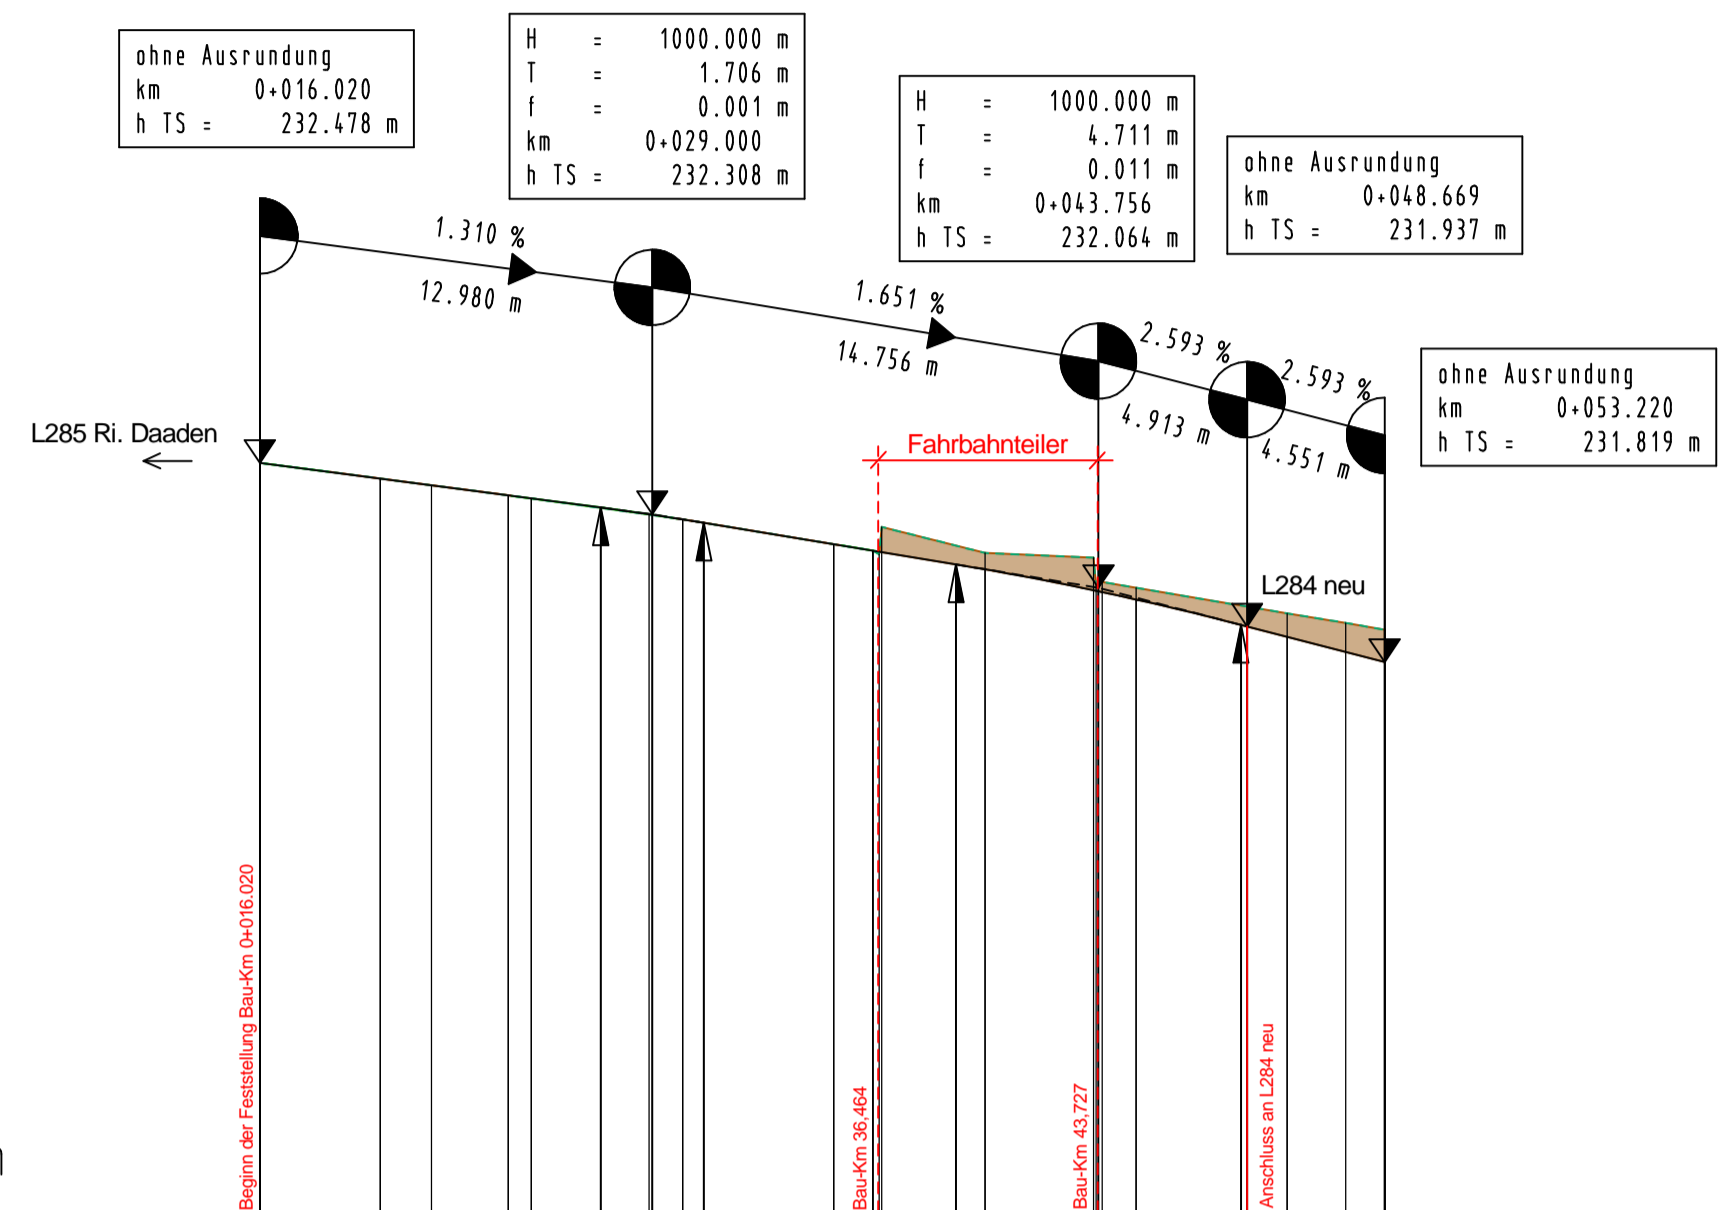 ohne Ausrundung
km 0+016.020
h TS = 232.478 m
H = 1000.000 m
T = 1.706 m
f = 0.001 m
km 0+029.000
h TS = 232.308 m
H = 1000.000 m
T = 4.711 m
f = 0.011 m
km 0+043.756
h TS = 232.064 m
ohne Ausrundung
km 0+048.669
h TS = 231.937 m
ohne Ausrundung
km 0+053.220
h TS = 231.819 m
1.310 %
12.980 m
1.651 %
14.756 m
2.593 %
4.913 m
2.593 %
4.551 m
L285 Ri. Daaden
Fahrbahnteiler
L284 neu
Beginn der Feststellung Bau-Km 0+016.020
Bau-Km 36,464
Bau-Km 43,727
Anschluss an L284 neu